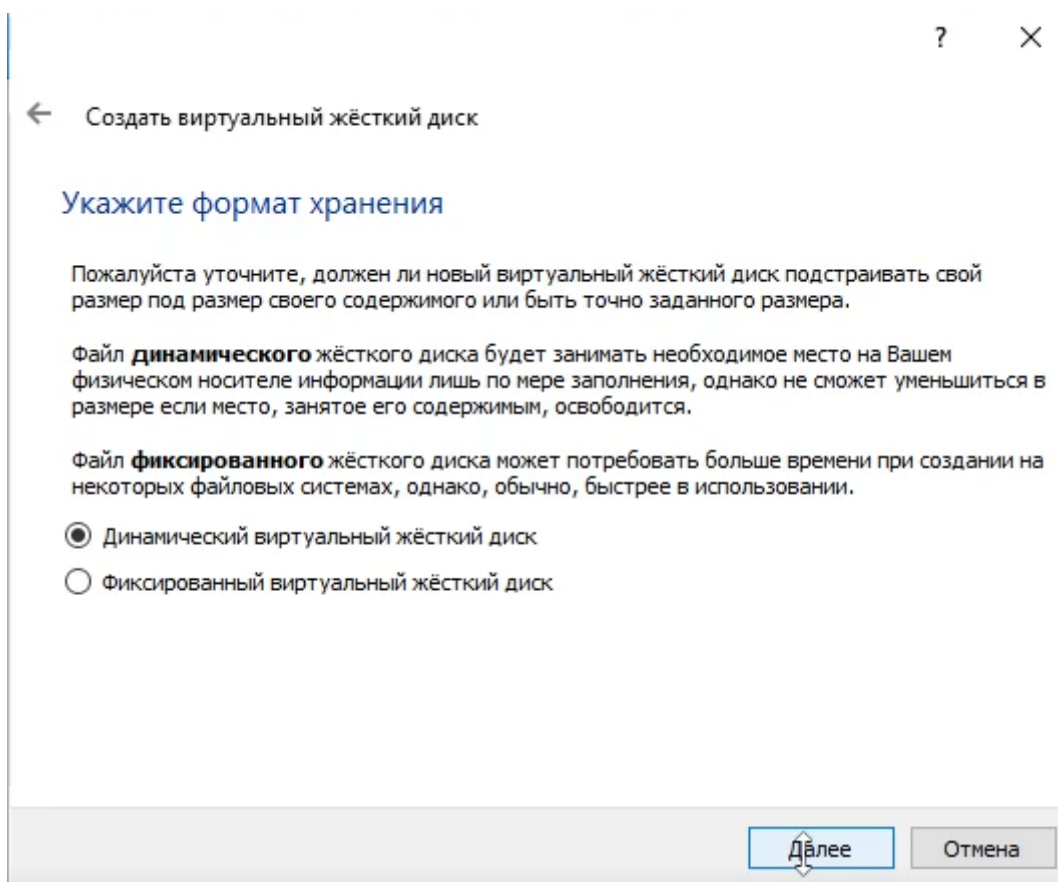 ?
Создать виртуальный жёсткий диск
Укажите формат хранения
Пожалуйста уточните, должен ли новый виртуальный жёсткий диск подстраивать свой
размер под размер своего содержимого или быть точно заданного размера.
Файл динамического жёсткого диска будет занимать необходимое место на Вашем
физическом носителе информации лишь по мере заполнения, однако не сможет уменьшиться в
размере если место, занятое его содержимым, освободится.
Файл фиксированного жёсткого диска может потребовать больше времени при создании на
некоторых файловых системах, однако, обычно, быстрее в использовании.
Динамический виртуальный жёсткий диск
Фиксированный виртуальный жёсткий диск
Далее
Отмена